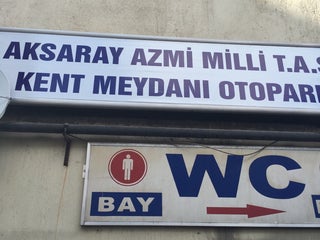 AKSARAY AZMİ MİLLİ T.A.Ş
KENT MEYDANI OTOPARK
WC
BAY